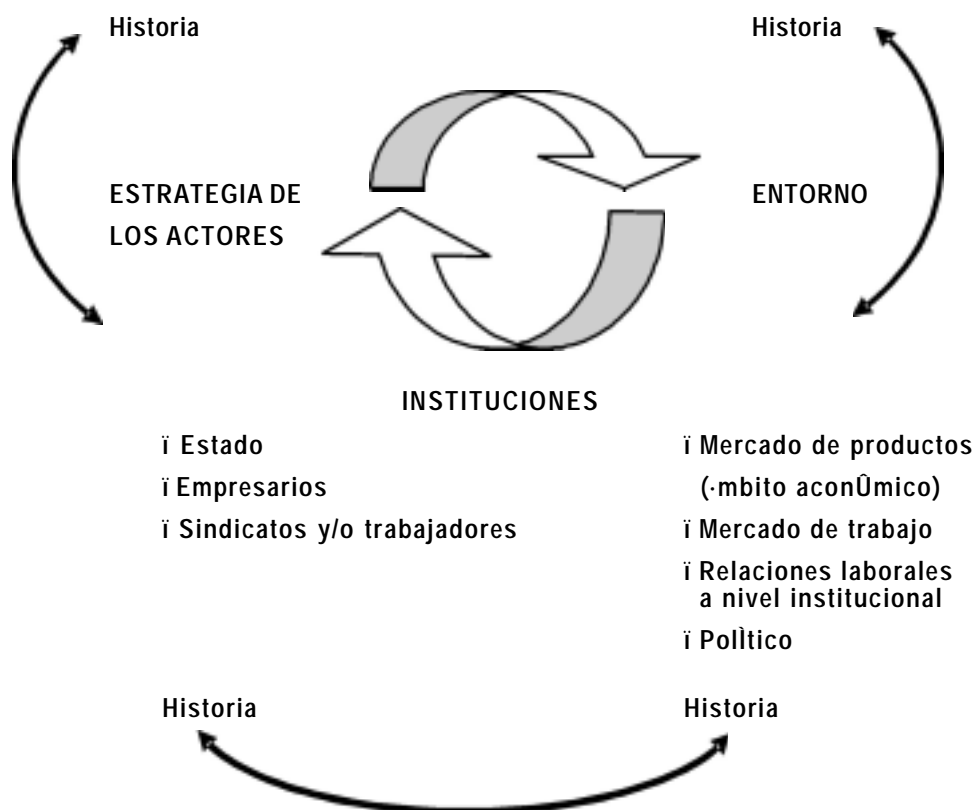 Historia
Historia
ESTRATEGIA DE
LOS ACTORES
ENTORNO
INSTITUCIONES
ï Estado
ï Empresarios
ï Sindicatos y/o trabajadores
ï Mercado de productos
(·mbito aconÛmico)
ï Mercado de trabajo
ï Relaciones laborales
a nivel institucional
ï PolÌtico
Historia
Historia